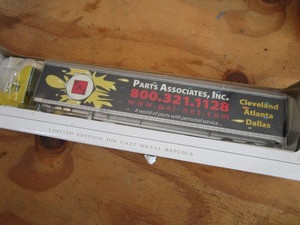 PARTS ASSOCIATES, INC.
800.321.1128
www.pai-net.com
A world of parts with personal service
Cleveland
Atlanta
Dallas
LIMITED EDITION DIE CAST METAL REPLICA